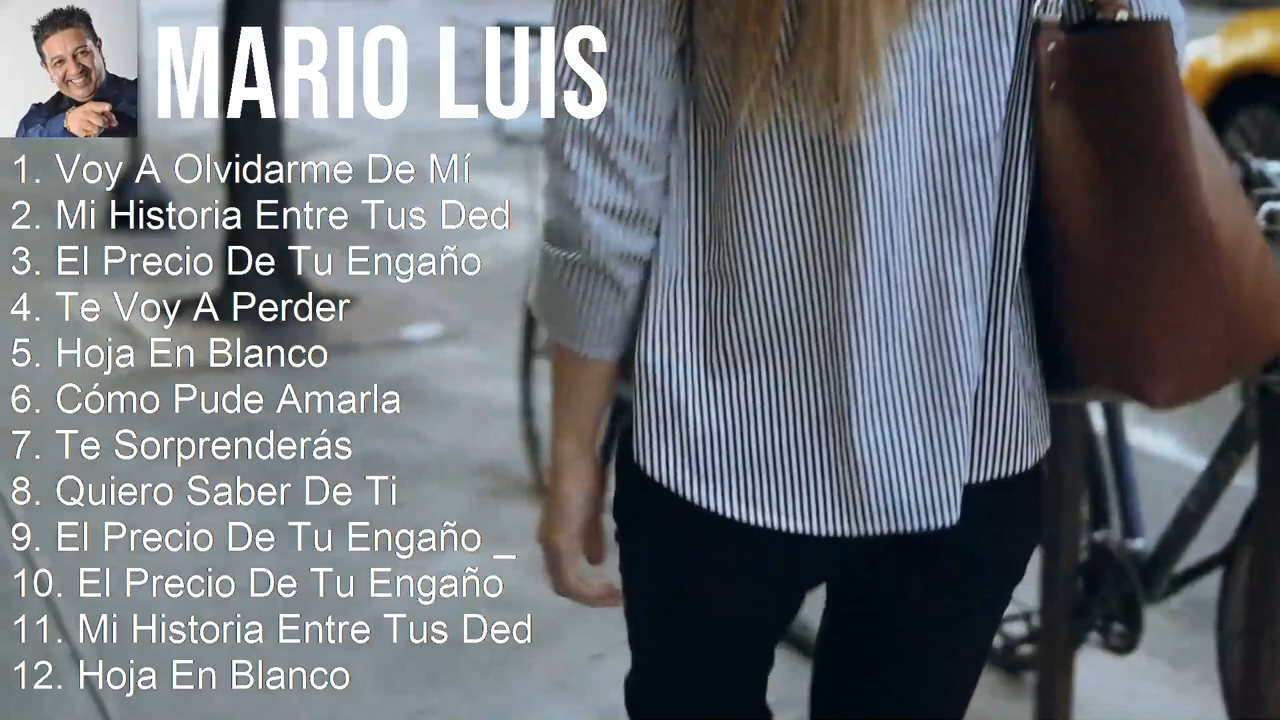 MARIO LUIS
1. Voy A Olvidarme De Mí
2. Mi Historia Entre Tus Ded
3. El Precio De Tu Engaño
4. Te Voy A Perder
5. Hoja En Blanco
6. Cómo Pude Amarla
7. Te Sorprenderás
8. Quiero Saber De Ti
9. El Precio De Tu Engaño _
10. El Precio De Tu Engaño
11. Mi Historia Entre Tus Ded
12. Hoja En Blanco